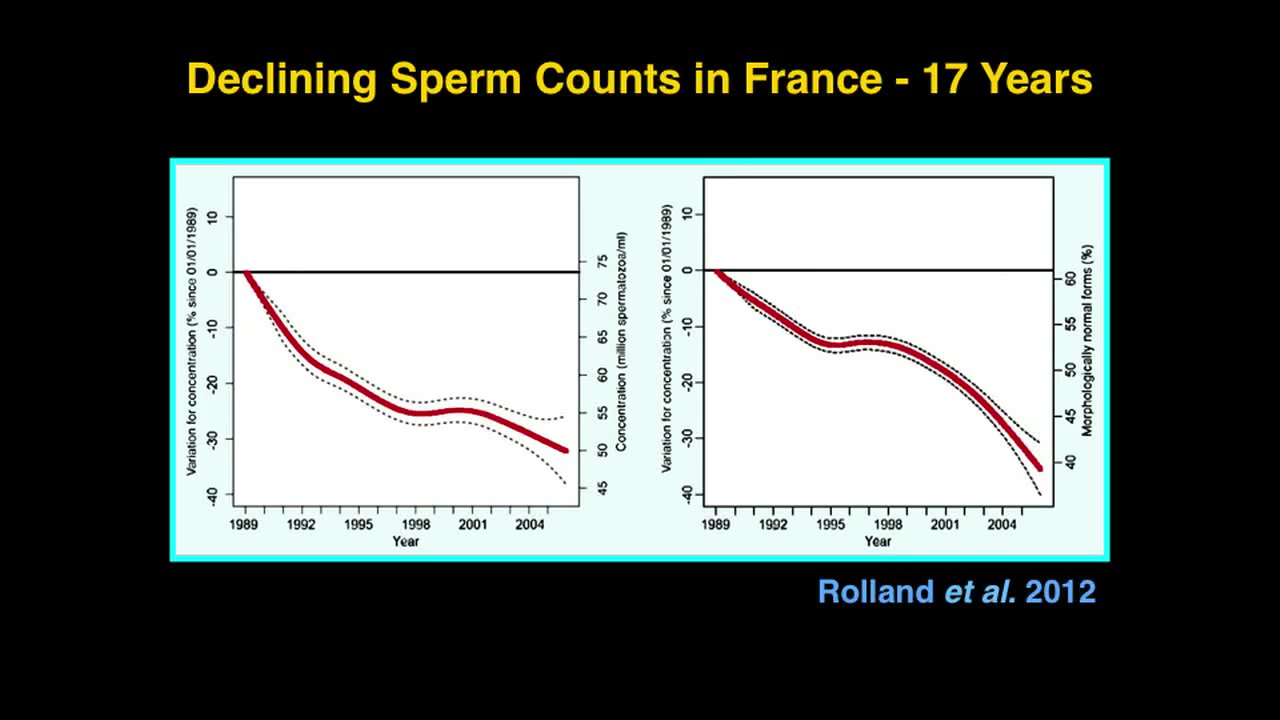 Declining Sperm Counts in France - 17 Years
Variation for concentration (% since 01/01/1989)
10
0
-10
-20
-30
-40
1989 1992 1995 1998 2001 2004
Year
75
70
65
60
55
50
45
Concentration (million spermatozoa/ml)
Variation for concentration (% since 01/01/1989)
10
0
-10
-20
-30
-40
1989 1992 1995 1998 2001 2004
Year
60
55
50
45
40
Morphologically normal forms (%)
Rolland et al. 2012